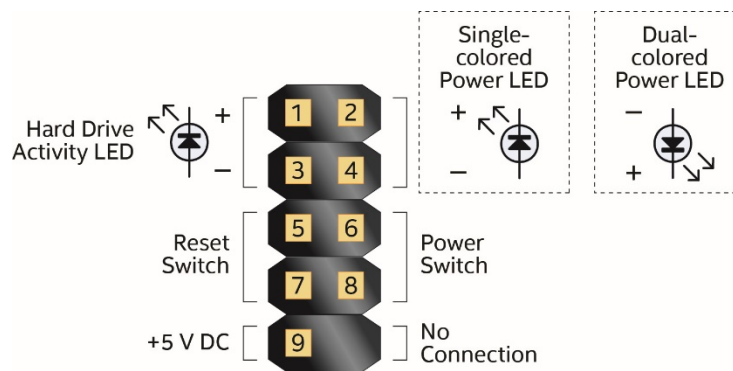 Single-
colored
Power LED
Dual-
colored
Power LED
Hard Drive
Activity LED
+
−
1 2
3 4
+
−
−
+
Reset
Switch
5 6
7 8
Power
Switch
+5 V DC
9
No
Connection